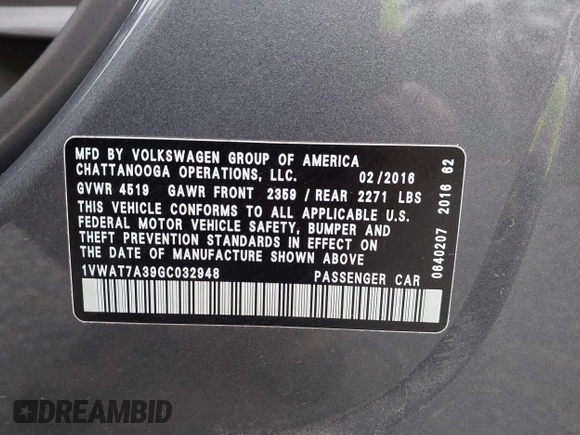 MFD BY VOLKSWAGEN GROUP OF AMERICA
CHATTANOOGA OPERATIONS, LLC. 02/2016
GVWR 4519 GAWR FRONT 2359/REAR 2271 LBS
THIS VEHICLE CONFORMS TO ALL APPLICABLE U.S.
FEDERAL MOTOR VEHICLE SAFETY, BUMPER AND
THEFT PREVENTION STANDARDS IN EFFECT ON
THE DATE OF MANUFACTURE SHOWN ABOVE
1VWAT7A39GC032948 PASSENGER CAR
0640207 2016 62
DREAMBID